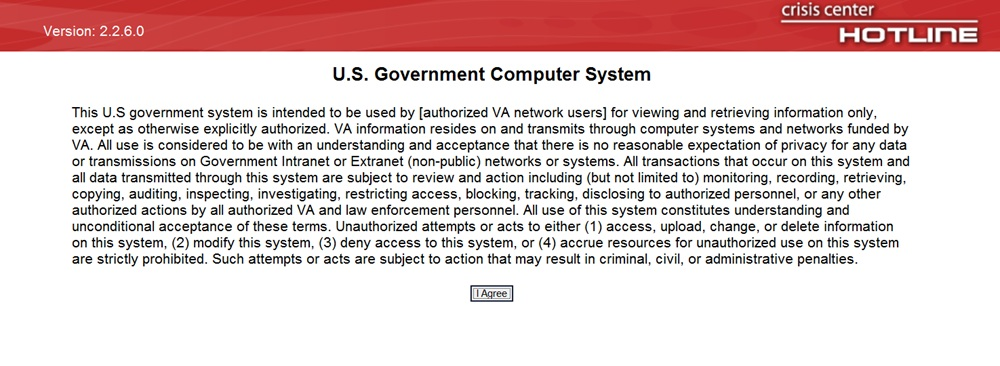 crisis center
Version: 2.2.6.0
HOTLINE
U.S. Government Computer System
This U.S government system is intended to be used by [authorized VA network users] for viewing and retrieving information only,
except as otherwise explicitly authorized. VA information resides on and transmits through computer systems and networks funded by
VA. All use is considered to be with an understanding and acceptance that there is no reasonable expectation of privacy for any data
or transmissions on Government Intranet or Extranet (non-public) networks or systems. All transactions that occur on this system and
all data transmitted through this system are subject to review and action including (but not limited to) monitoring, recording, retrieving,
copying, auditing, inspecting, investigating, restricting access, blocking, tracking, disclosing to authorized personnel, or any other
authorized actions by all authorized VA and law enforcement personnel. All use of this system constitutes understanding and
unconditional acceptance of these terms. Unauthorized attempts or acts to either (1) access, upload, change, or delete information
on this system, (2) modify this system, (3) deny access to this system, or (4) accrue resources for unauthorized use on this system
are strictly prohibited. Such attempts or acts are subject to action that may result in criminal, civil, or administrative penalties.
I Agree